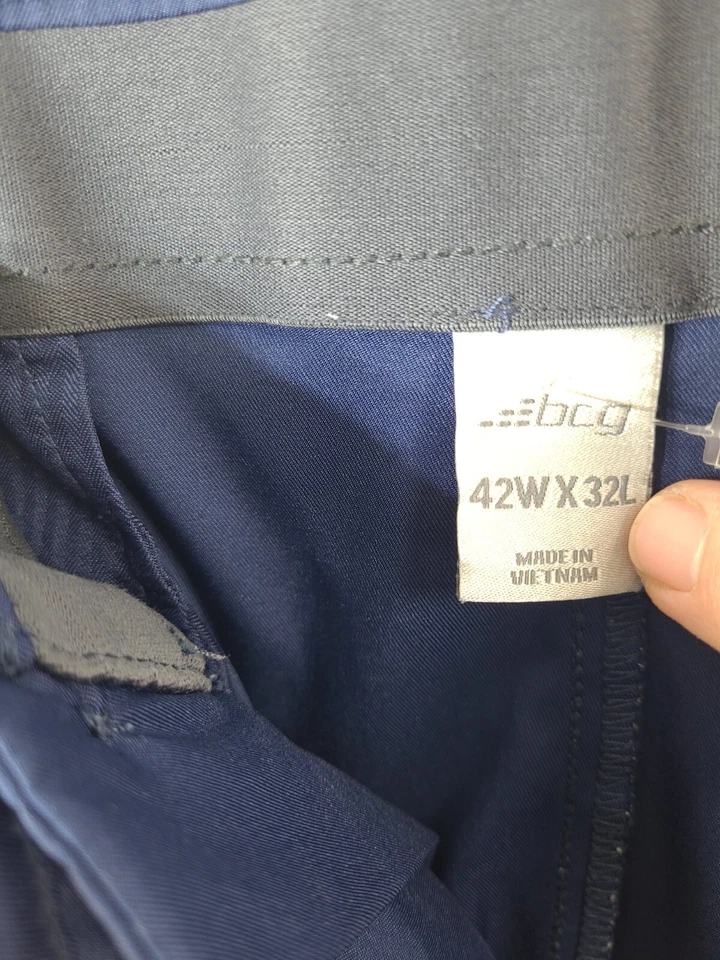 bcg
42W X 32L
MADE IN
VIETNAM